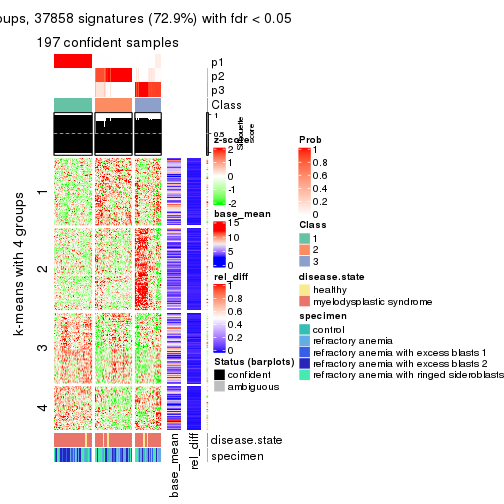 oups, 37858 signatures (72.9%) with fdr < 0.05
197 confident samples
p1
p2
p3
Class
1
0.5
0
Silhouette
score
k-means with 4 groups
1
2
3
4
z-score
2
1
0
-1
-2
base_mean
15
10
5
0
rel_diff
1
0.8
0.6
0.4
0.2
0
Status (barplots)
confident
ambiguous
Prob
1
0.8
0.6
0.4
0.2
0
Class
1
2
3
disease.state
healthy
myelodysplastic syndrome
specimen
control
refractory anemia
refractory anemia with excess blasts 1
refractory anemia with excess blasts 2
refractory anemia with ringed sideroblasts
disease.state
specimen
base_mean
rel_diff